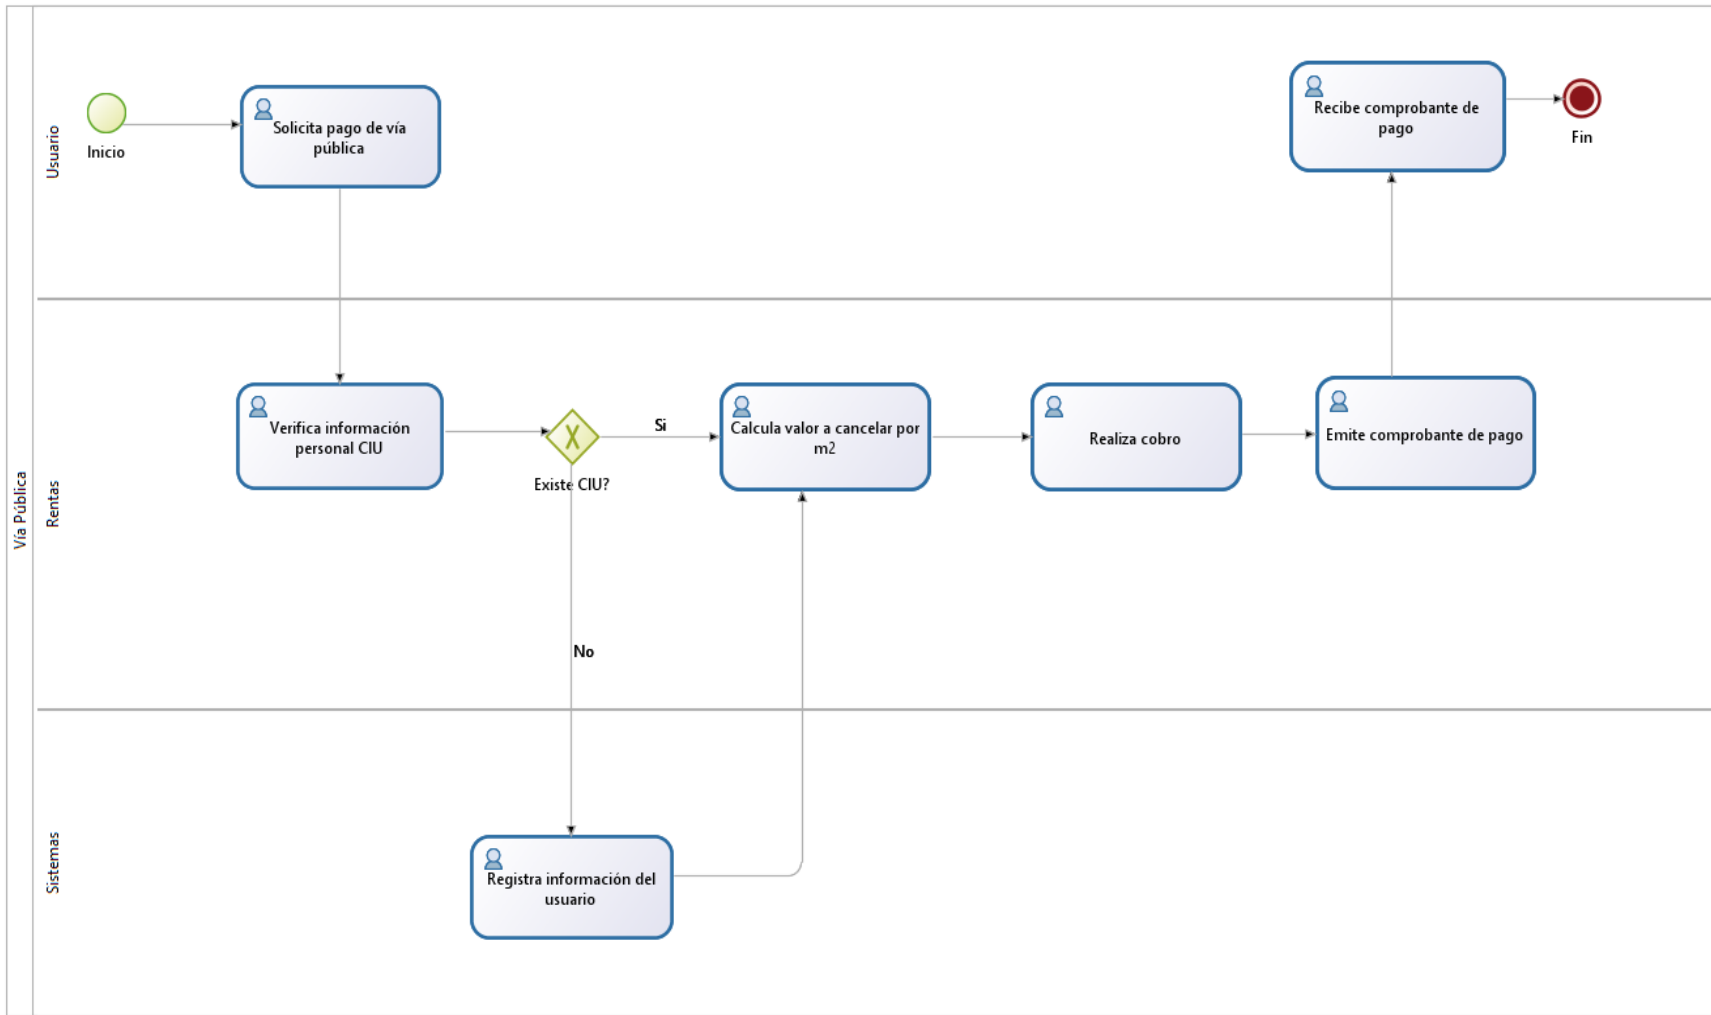 Vía Pública
Usuario
Inicio
Solicita pago de vía
pública
Recibe comprobante de
pago
Fin
Rentas
Verifica información
personal CIU
Existe CIU?
Si
No
Calcula valor a cancelar por
m2
Realiza cobro
Emite comprobante de pago
Sistemas
Registra información del
usuario